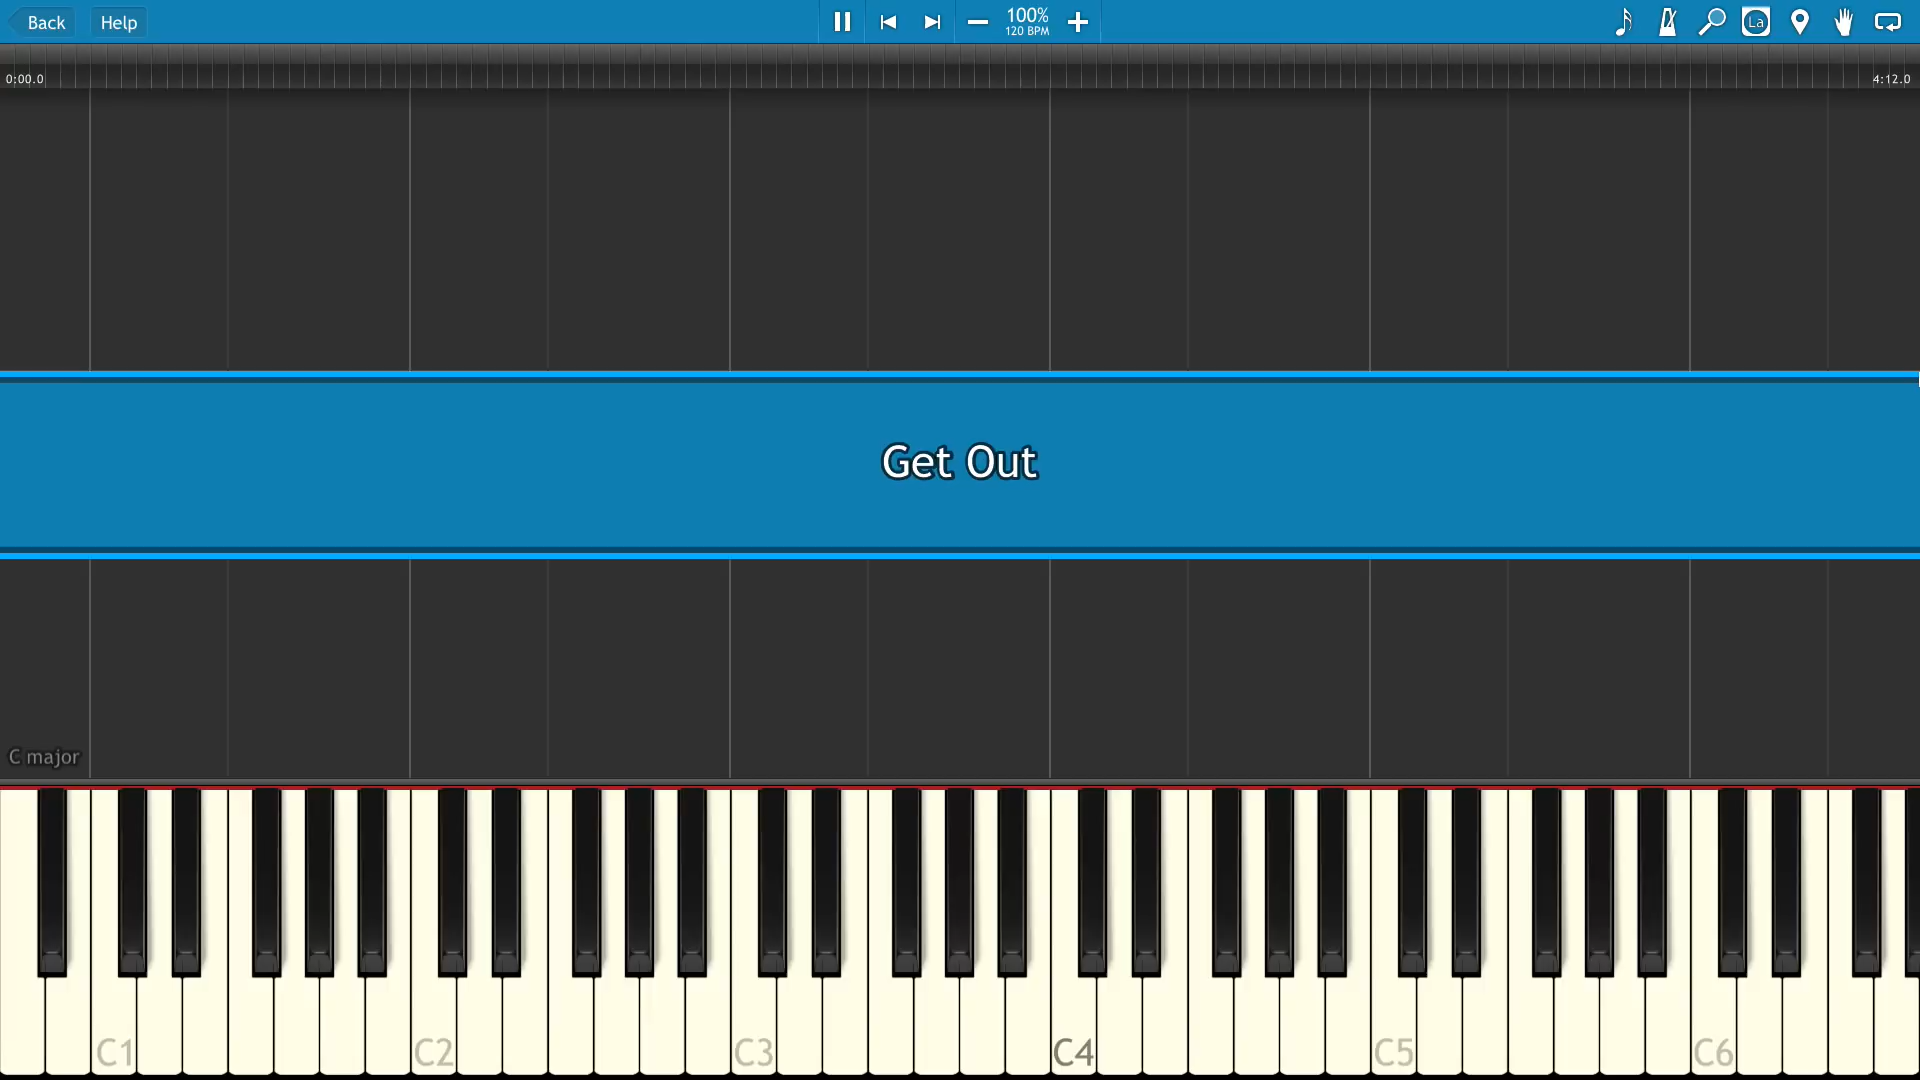 Back
Help
100%
120 BPM
La
0:00.0
4:12.0
Get Out
C major
C1
C2
C3
C4
C5
C6